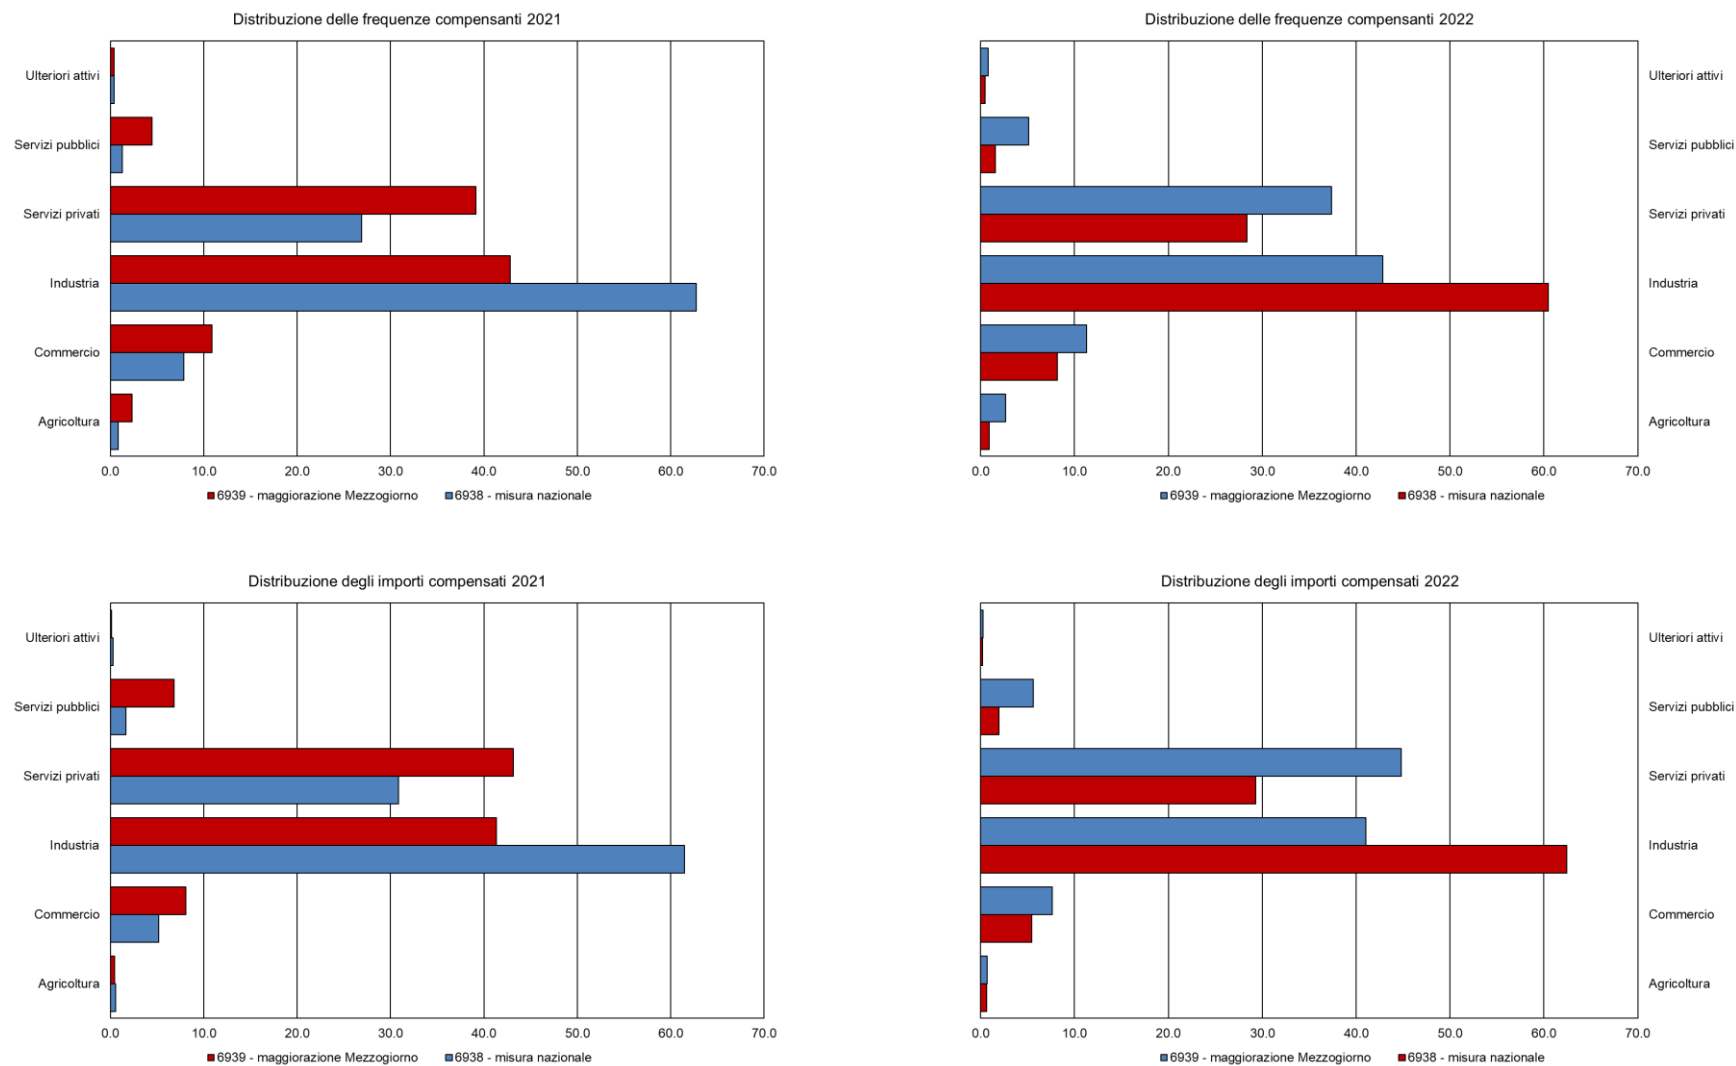 Distribuzione delle frequenze compensanti 2021
Ulteriori attivi
Servizi pubblici
Servizi privati
Industria
Commercio
Agricoltura
0.0 10.0 20.0 30.0 40.0 50.0 60.0 70.0
6939 - maggiorazione Mezzogiorno 6938 - misura nazionale
Distribuzione delle frequenze compensanti 2022
Ulteriori attivi
Servizi pubblici
Servizi privati
Industria
Commercio
Agricoltura
0.0 10.0 20.0 30.0 40.0 50.0 60.0 70.0
6939 - maggiorazione Mezzogiorno 6938 - misura nazionale
Distribuzione degli importi compensati 2021
Ulteriori attivi
Servizi pubblici
Servizi privati
Industria
Commercio
Agricoltura
0.0 10.0 20.0 30.0 40.0 50.0 60.0 70.0
6939 - maggiorazione Mezzogiorno 6938 - misura nazionale
Distribuzione degli importi compensati 2022
Ulteriori attivi
Servizi pubblici
Servizi privati
Industria
Commercio
Agricoltura
0.0 10.0 20.0 30.0 40.0 50.0 60.0 70.0
6939 - maggiorazione Mezzogiorno 6938 - misura nazionale